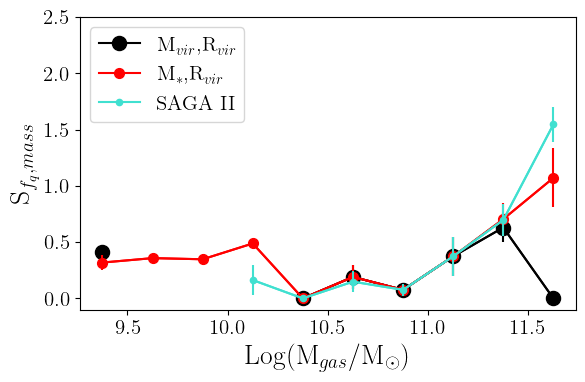 2.5
2.0
1.5
1.0
0.5
0.0
S_{f_q,mass}
M_{vir},R_{vir}
M_*,R_{vir}
SAGA II
9.5 10.0 10.5 11.0 11.5
Log(M_{gas}/M_⊙)